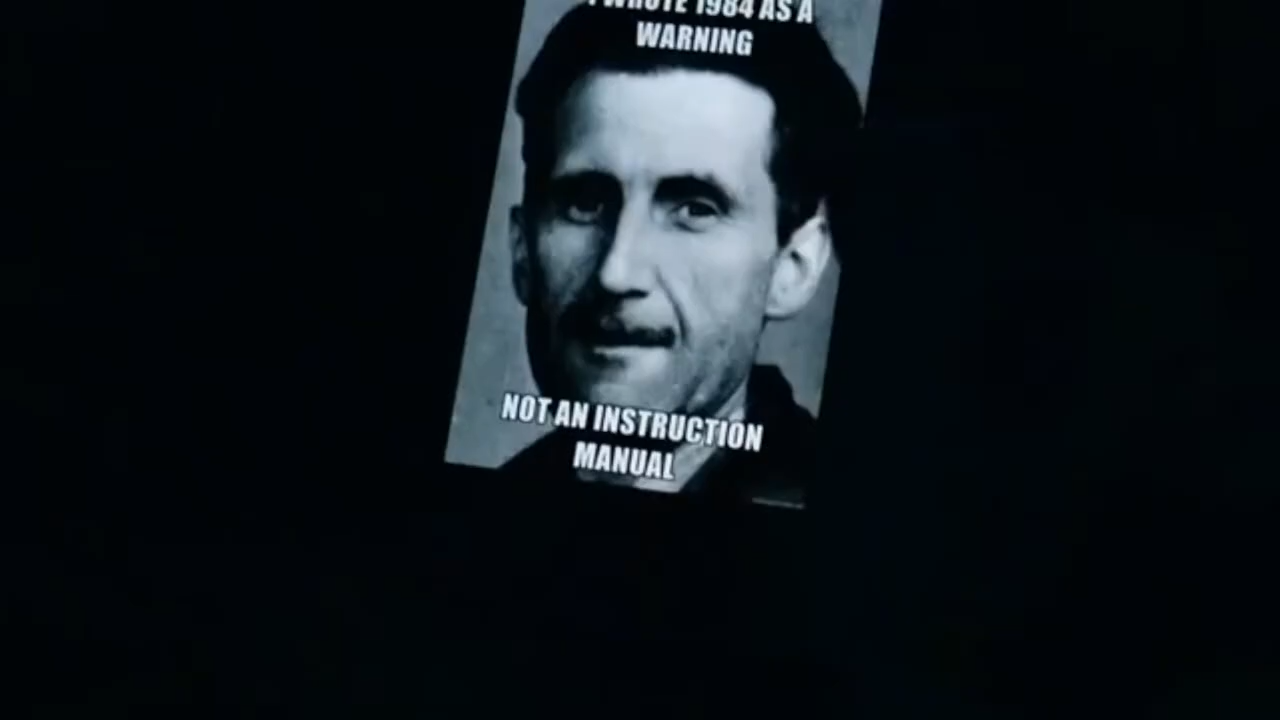 WROTE 1984 AS A
WARNING
NOT AN INSTRUCTION
MANUAL